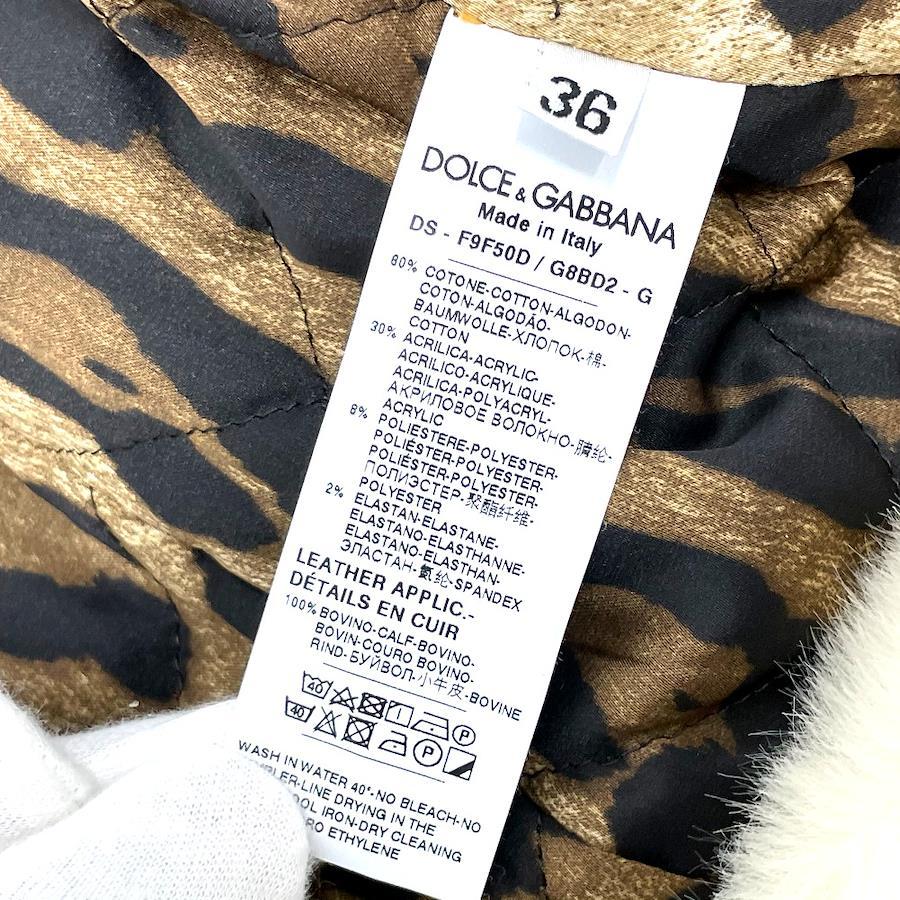 36
DOLCE & GABBANA
Made in Italy
DS - F9F50D / G8BD2 - G
60% COTONE-COTTON-ALGODON-
COTON-ALGODÃO-
BAUMWOLLE-ХЛОПОК-棉-
COTTON
30% ACRILICA-ACRYLIC-
ACRILICO-ACRYLIQUE-
ACRILICA-POLYACRYL-
АКРИЛОВОЕ ВОЛОКНО-腈纶-
ACRYLIC
8% POLIESTERE-POLYESTER-
POLIÉSTER-POLYESTER-
POLIÉSTER-POLYESTER-
ПОЛИЭСТЕР-聚酯纤维-
POLYESTER
2% ELASTAN-ELASTANE-
ELASTANO-ELASTHANNE-
ELASTANO-ELASTHAN-
ЭЛАСТАН-氨纶-SPANDEX
LEATHER APPLIC.-
DÉTAILS EN CUIR
100% BOVINO-CALF-BOVINO-
BOVIN-COURO BOVINO-
RIND-БУЙВОЛ-小牛皮-BOVINE
40 P
40 P
WASH IN WATER 40°-NO BLEACH-NO
-LINE DRYING IN THE
IRON-DRY CLEANING
ETHYLENE